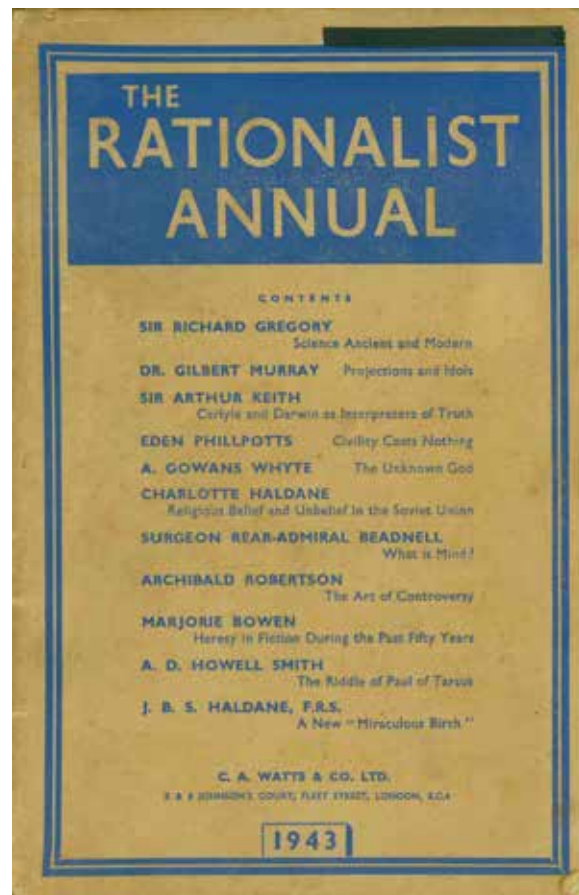 THE
RATIONALIST
ANNUAL
CONTENTS
SIR RICHARD GREGORY
Science Ancient and Modern
DR. GILBERT MURRAY Projections and Idols
SIR ARTHUR KEITH
Carlyle and Darwin as Interpreters of Truth
EDEN PHILLPOTTS Civility Costs Nothing
A. GOWANS WHYTE The Unknown God
CHARLOTTE HALDANE
Religious Belief and Unbelief in the Soviet Union
SURGEON REAR-ADMIRAL BEADNELL
What is Mind?
ARCHIBALD ROBERTSON
The Art of Controversy
MARJORIE BOWEN
Heresy in Fiction During the Past Fifty Years
A. D. HOWELL SMITH
The Riddle of Paul of Tarsus
J. B. S. HALDANE, F.R.S.
A New "Miraculous Birth"
C. A. WATTS & CO. LTD.
JOHNSON'S COURT, FLEET STREET, LONDON, E.C.4
1943